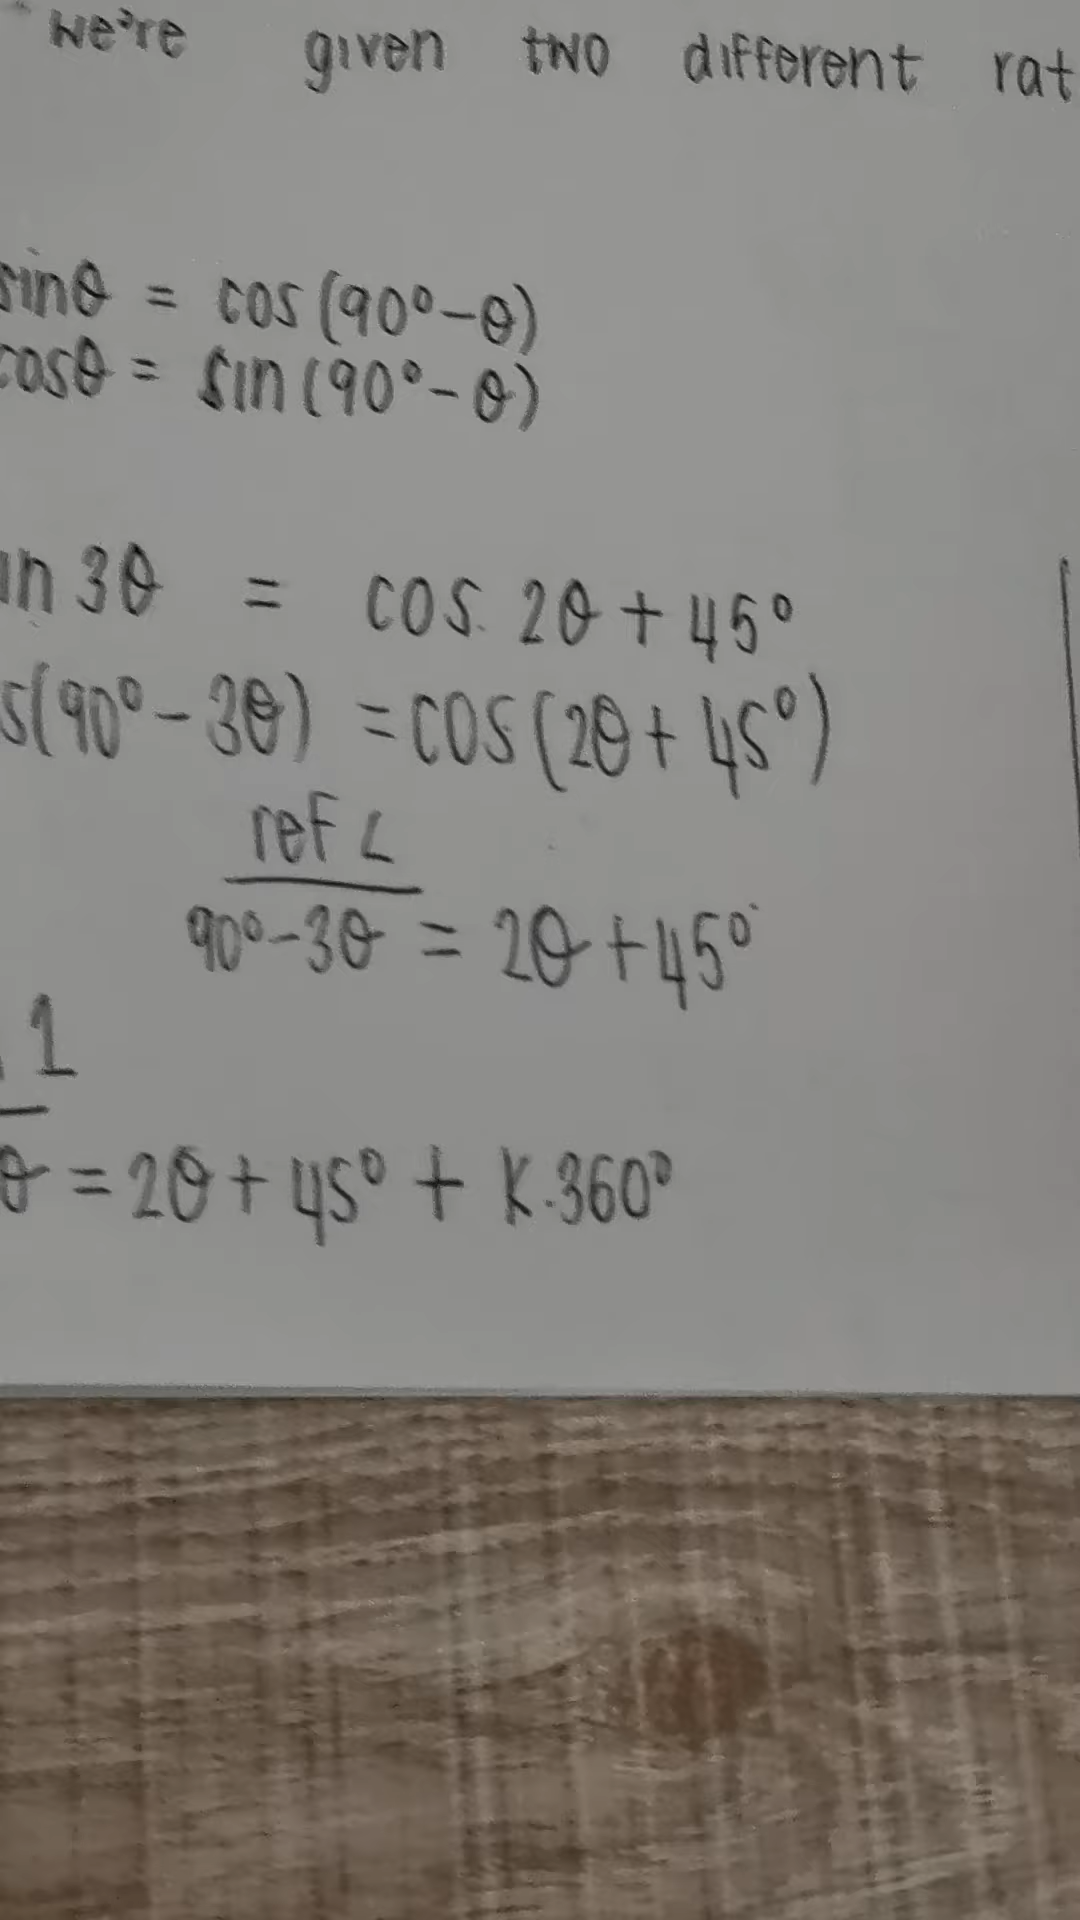 we're given two different rat
sinθ = cos(90°-θ)
cosθ = sin(90°-θ)
in 3θ = cos 2θ + 45°
s(90°-3θ) = cos(2θ + 45°)
ref ∠
90°-3θ = 2θ + 45°
1
θ = 2θ + 45° + K.360°